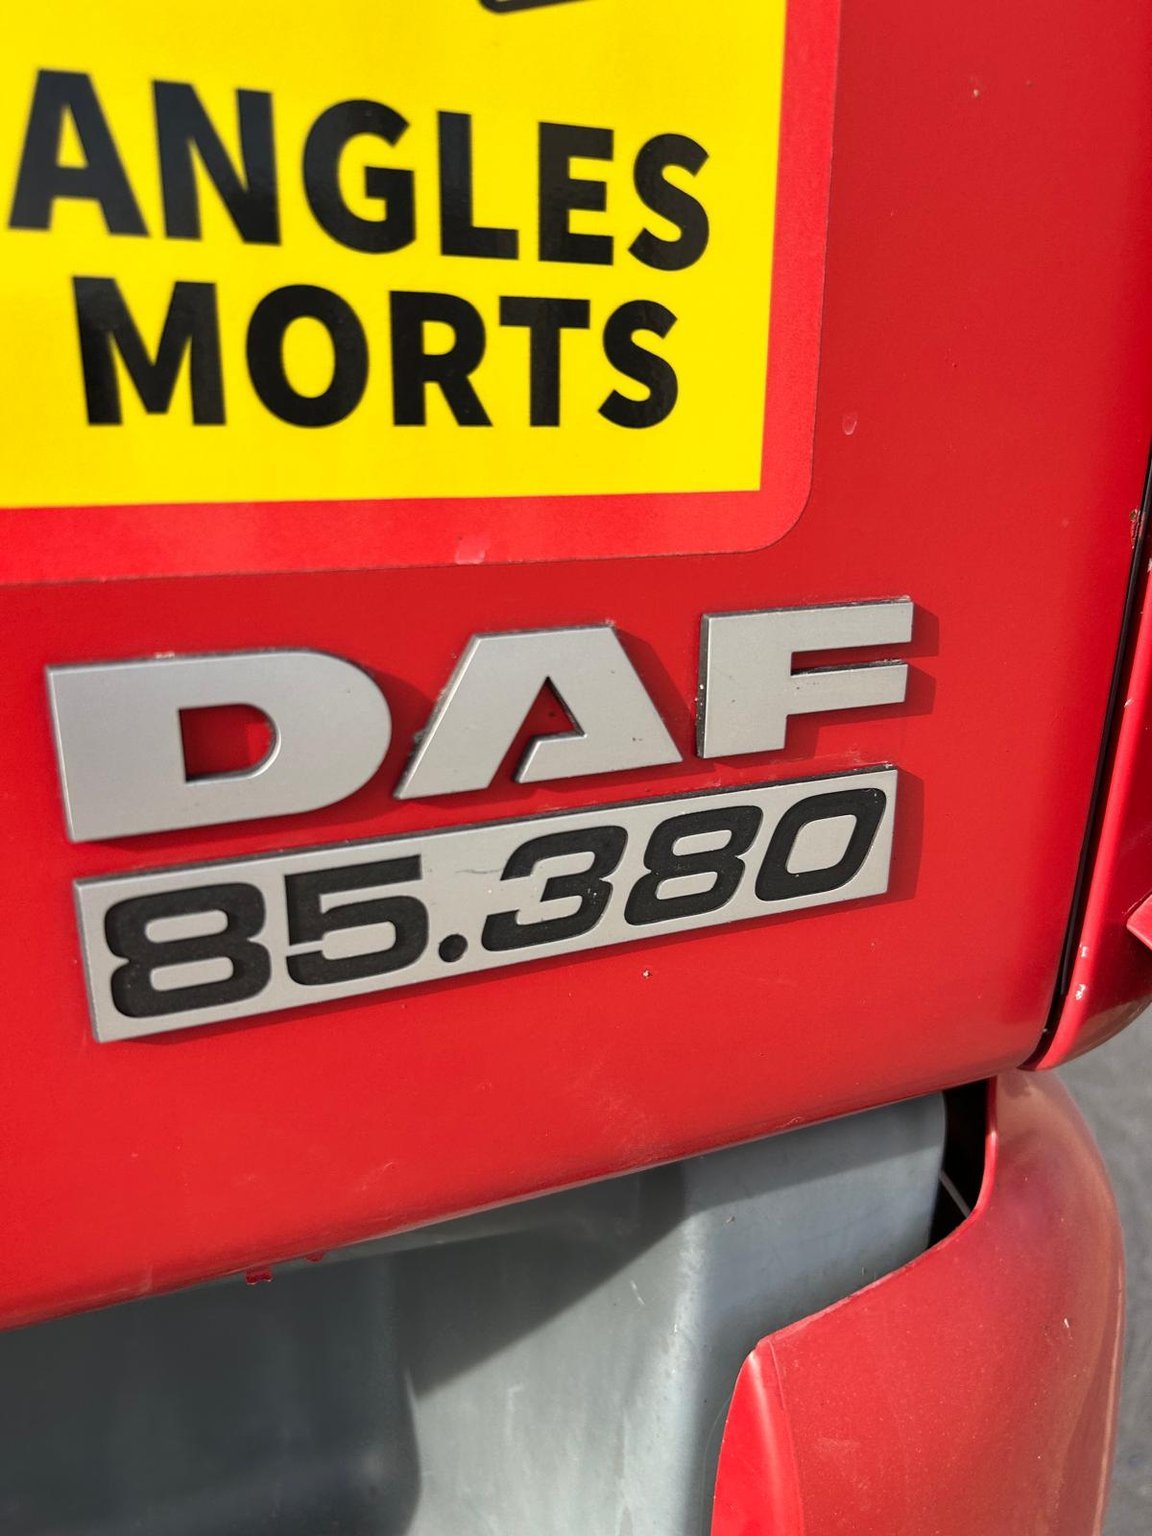 ANGLES
MORTS
DAF
85.380